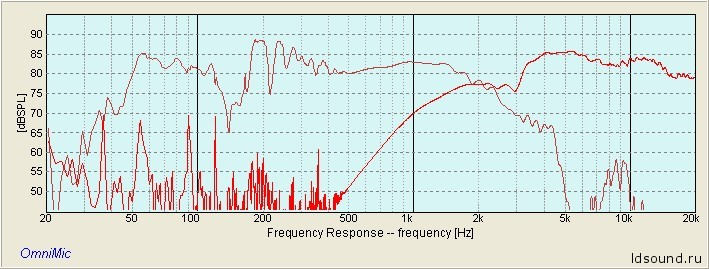 90
85
80
75
70
65
60
55
50
[dBSPL]
20 50 100 200 500 1k 2k 5k 10k 20k
Frequency Response -- frequency [Hz]
OmniMic
ldsound.ru